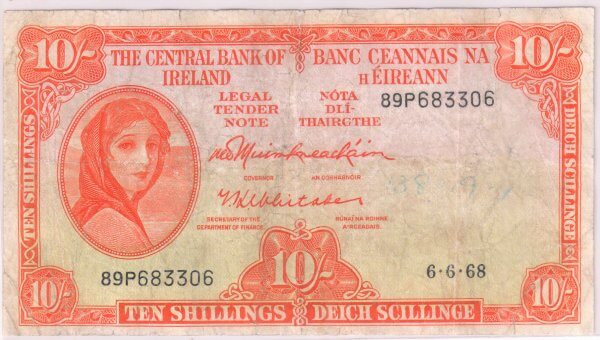 10/-
10/-
THE CENTRAL BANK OF
IRELAND
BANC CEANNAIS NA
H ÉIREANN
LEGAL
TENDER
NOTE
NÓTA
DLÍ-
THAIRGTHE
89P683306
GOVERNOR
AN GOBHARNÓIR
T.K. Whitaker
SECRETARY OF THE
DEPARTMENT OF FINANCE
RÚNAÍ NA ROINNE
AIRGEADAIS.
TEN SHILLINGS
DEICH SCILLINGE
89P683306
10/-
6·6·68
10/-
10/-
TEN SHILLINGS
DEICH SCILLINGE